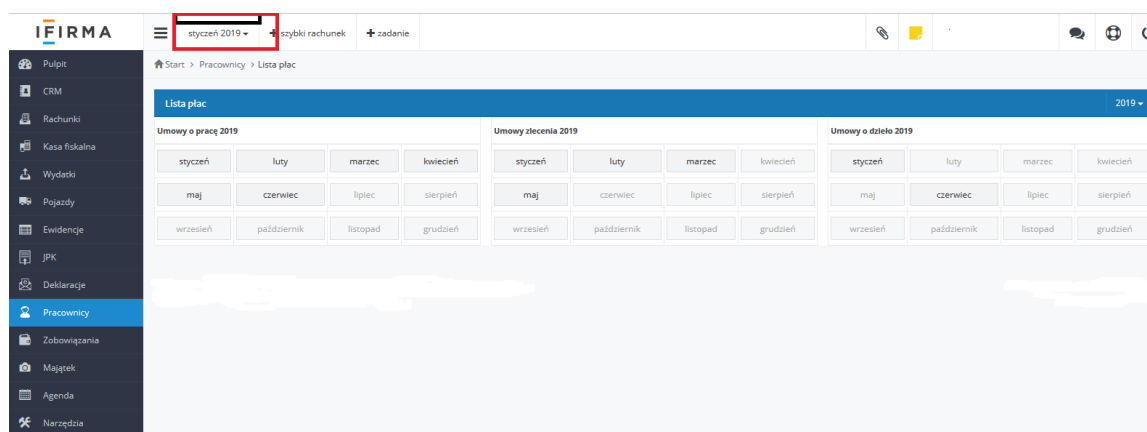 IFIRMA
styczeń 2019
szybki rachunek
zadanie
Pulpit
CRM
Rachunki
Kasa fiskalna
Wydatki
Pojazdy
Ewidencje
JPK
Deklaracje
Pracownicy
Zobowiązania
Majątek
Agenda
Narzędzia
Start > Pracownicy > Lista płac
Lista płac
2019
Umowy o pracę 2019
styczeń luty marzec kwiecień
maj czerwiec lipiec sierpień
wrzesień październik listopad grudzień
Umowy zlecenia 2019
styczeń luty marzec kwiecień
maj czerwiec lipiec sierpień
wrzesień październik listopad grudzień
Umowy o dzieło 2019
styczeń luty marzec kwiecień
maj czerwiec lipiec sierpień
wrzesień październik listopad grudzień